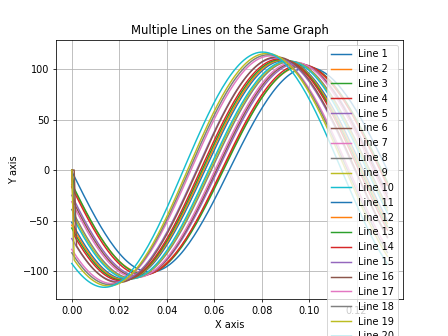 Multiple Lines on the Same Graph
Y axis
100
50
0
−50
−100
0.00
0.02
0.04
0.06
0.08
0.10
X axis
Line 1
Line 2
Line 3
Line 4
Line 5
Line 6
Line 7
Line 8
Line 9
Line 10
Line 11
Line 12
Line 13
Line 14
Line 15
Line 16
Line 17
Line 18
Line 19
Line 20